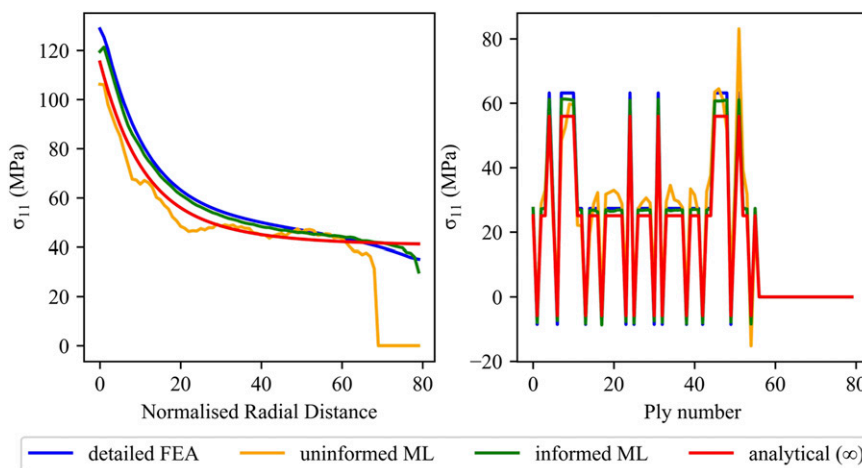 120
100
80
60
40
20
0
σ₁₁ (MPa)
0 20 40 60 80
Normalised Radial Distance
80
60
40
20
0
−20
σ₁₁ (MPa)
0 20 40 60 80
Ply number
detailed FEA uninformed ML informed ML analytical (∞)